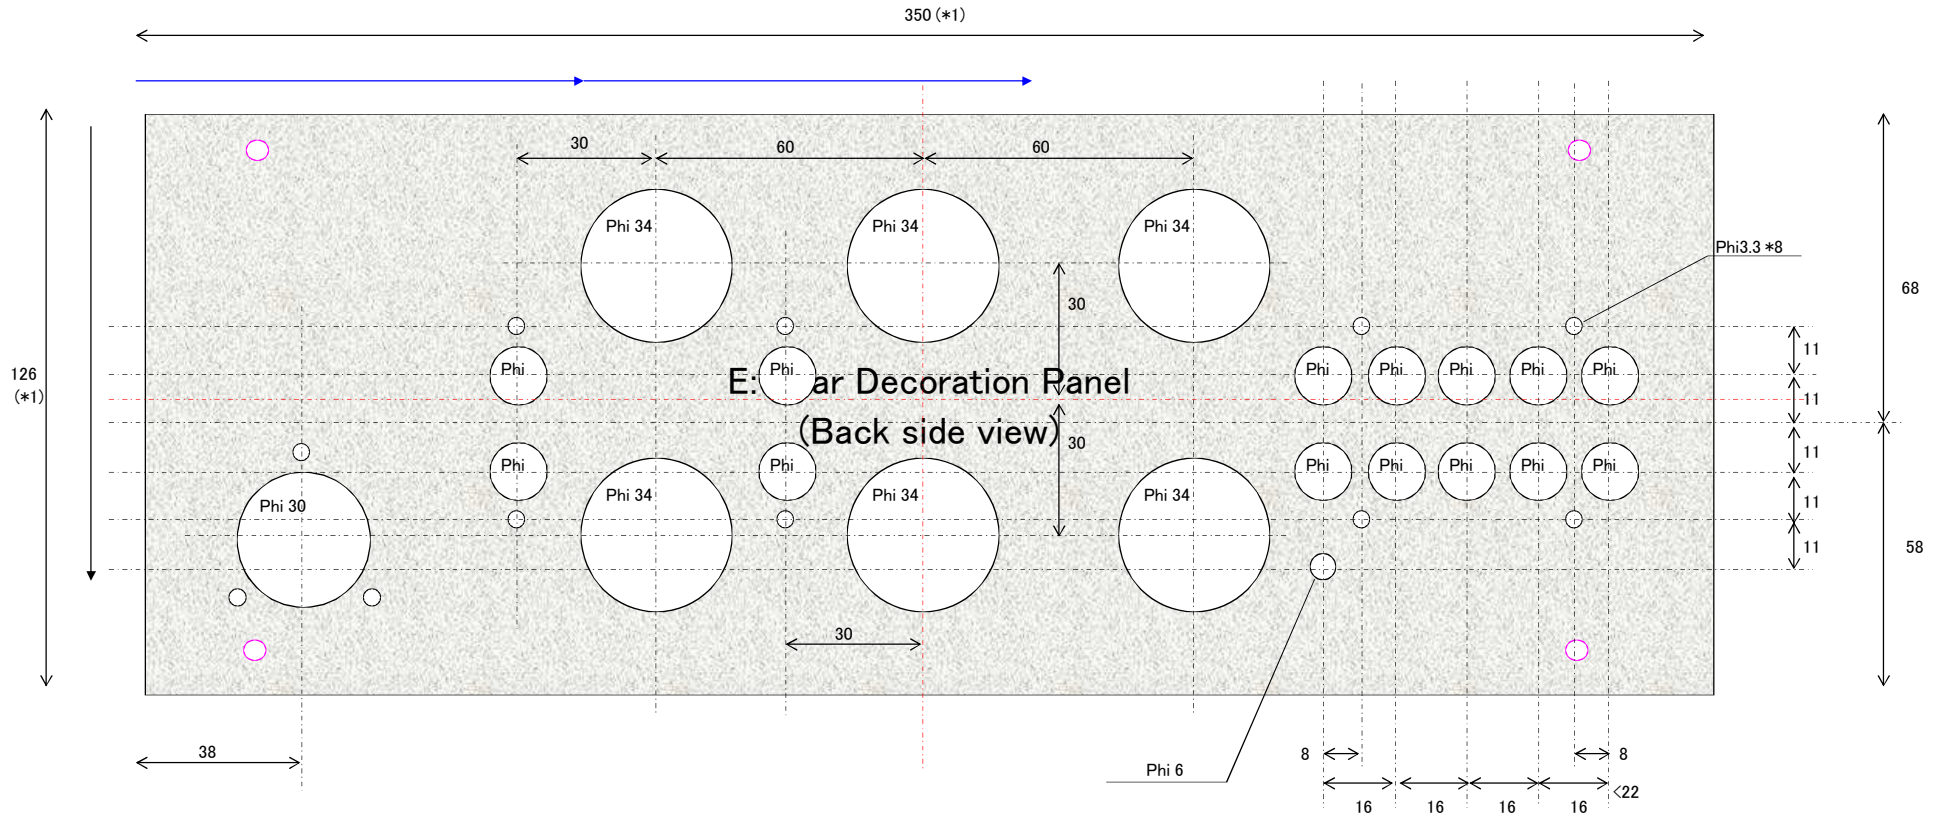 350 (*1)
30
60
60
Phi 34
Phi 34
Phi 34
Phi3.3 *8
68
30
11
126
(*1)
Phi
Phi
Phi
Phi
Phi
Phi
Phi
E: ar Decoration Panel
11
(Back side view)
30
11
Phi
Phi
Phi
Phi
Phi
Phi
Phi
Phi 30
Phi 34
Phi 34
Phi 34
11
11
58
30
38
8
8
Phi 6
<22
16
16
16
16